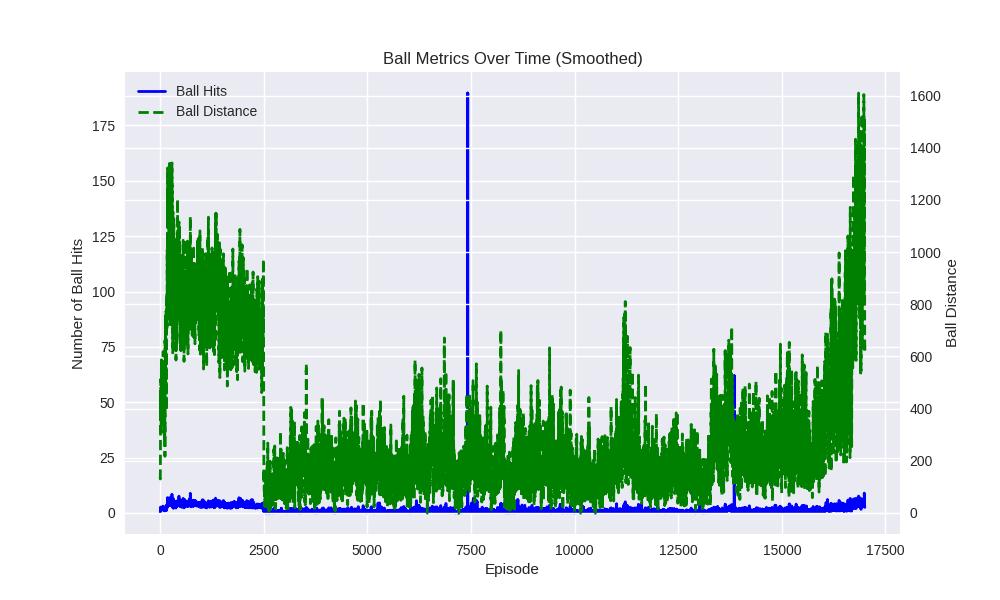 Ball Metrics Over Time (Smoothed)
Ball Hits
Ball Distance
175
150
125
100
75
50
25
0
Number of Ball Hits
1600
1400
1200
1000
800
600
400
200
0
Ball Distance
0 2500 5000 7500 10000 12500 15000 17500
Episode